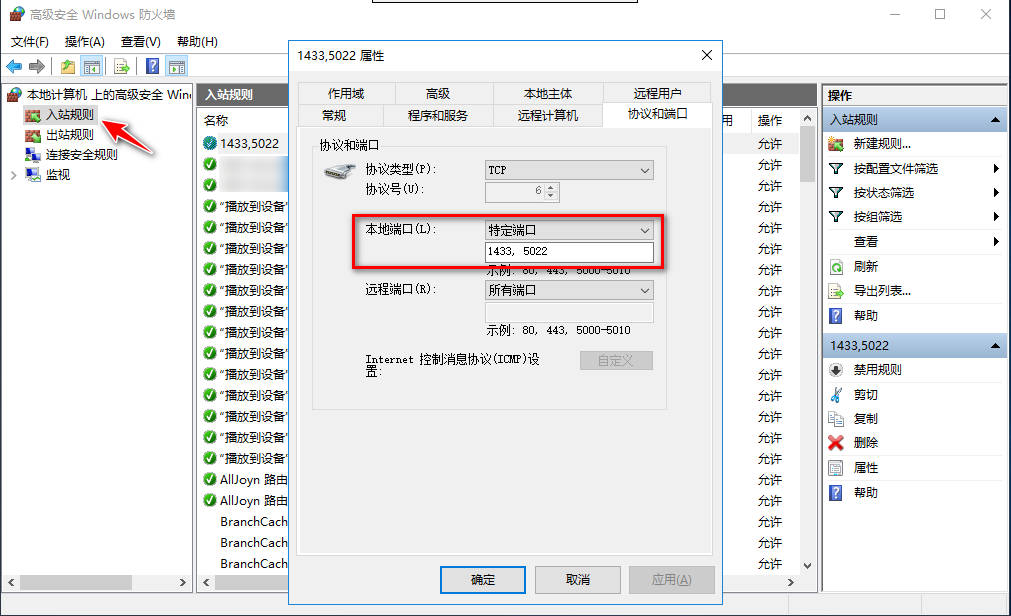 高级安全 Windows 防火墙
文件(F) 操作(A) 查看(V) 帮助(H)
本地计算机 上的高级安全 Win
入站规则
出站规则
连接安全规则
监视
入站规则
名称
用 操作
1433,5022 允许
允许
允许
“播放到设备” 允许
“播放到设备” 允许
“播放到设备” 允许
“播放到设备” 允许
“播放到设备” 允许
“播放到设备” 允许
“播放到设备” 允许
“播放到设备” 允许
“播放到设备” 允许
“播放到设备” 允许
“播放到设备” 允许
“播放到设备” 允许
“播放到设备” 允许
AllJoyn 路由 允许
AllJoyn 路由 允许
BranchCach 允许
BranchCach 允许
BranchCach 允许
1433,5022 属性
作用域 高级 本地主体 远程用户
常规 程序和服务 远程计算机 协议和端口
协议和端口
协议类型(P): TCP
协议号(U): 6
本地端口(L): 特定端口
1433, 5022
示例: 80, 443, 5000-5010
远程端口(R): 所有端口
示例: 80, 443, 5000-5010
Internet 控制消息协议(ICMP)设
置:
自定义
确定 取消 应用(A)
操作
入站规则
新建规则...
按配置文件筛选
按状态筛选
按组筛选
查看
刷新
导出列表...
帮助
1433,5022
禁用规则
剪切
复制
删除
属性
帮助